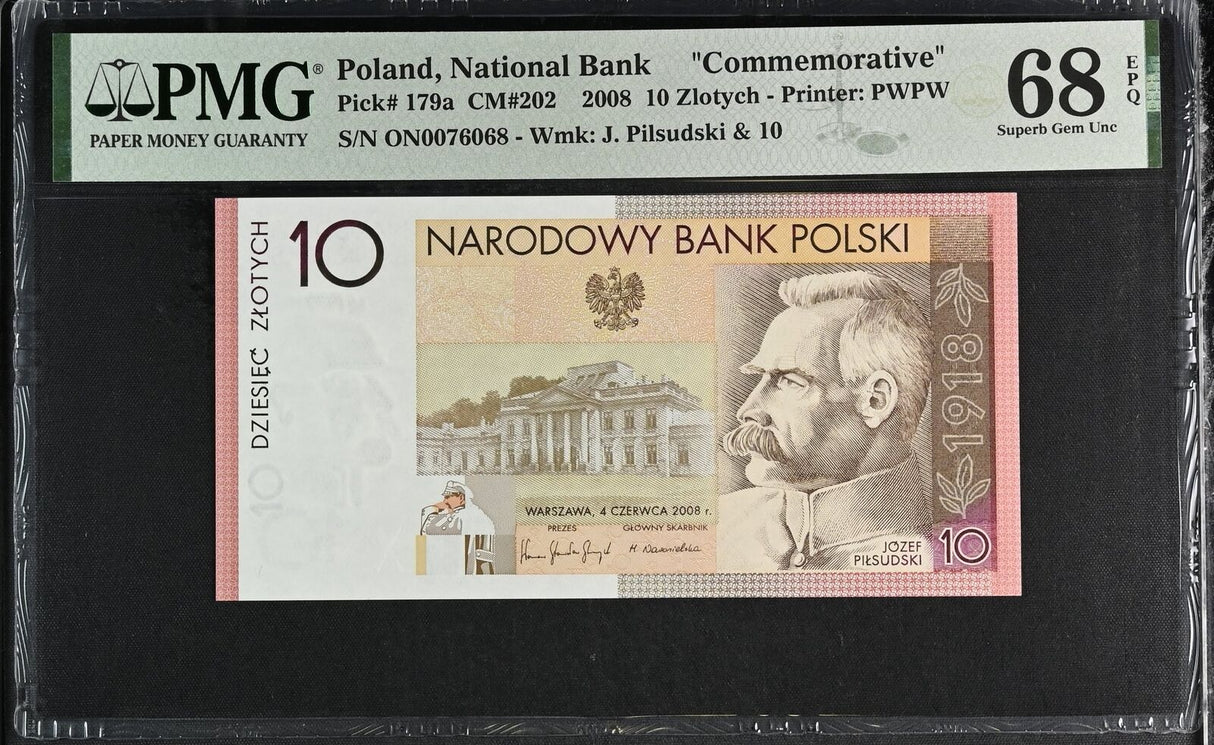 PMG®
PAPER MONEY GUARANTY
Poland, National Bank "Commemorative"
Pick# 179a CM#202 2008 10 Zlotych - Printer: PWPW
S/N ON0076068 - Wmk: J. Pilsudski & 10
68
EPQ
Superb Gem Unc
DZIESIĘĆ ZŁOTYCH
10
NARODOWY BANK POLSKI
1918
10
WARSZAWA, 4 CZERWCA 2008 r.
PREZES GŁÓWNY SKARBNIK
JÓZEF
PIŁSUDSKI
10